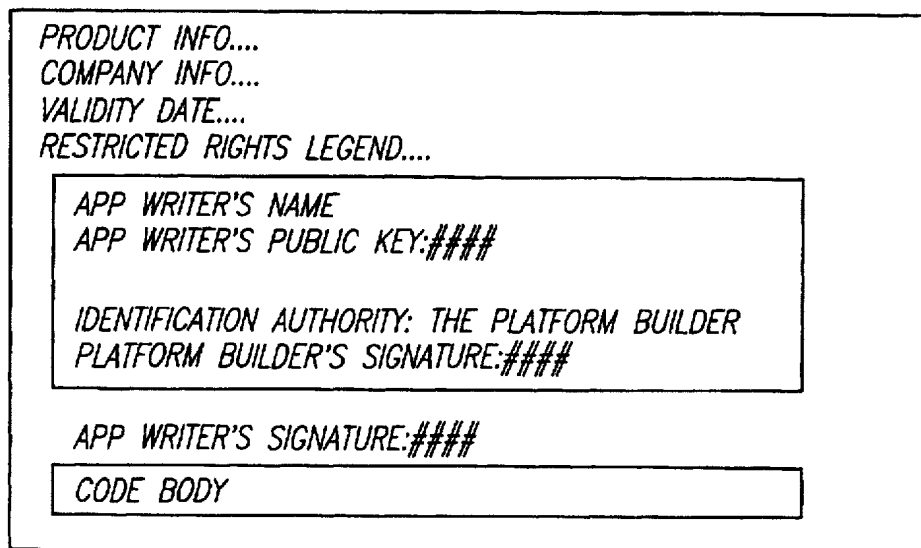 PRODUCT INFO....
COMPANY INFO....
VALIDITY DATE....
RESTRICTED RIGHTS LEGEND....
APP WRITER'S NAME
APP WRITER'S PUBLIC KEY:####
IDENTIFICATION AUTHORITY: THE PLATFORM BUILDER
PLATFORM BUILDER'S SIGNATURE:####
APP WRITER'S SIGNATURE:####
CODE BODY